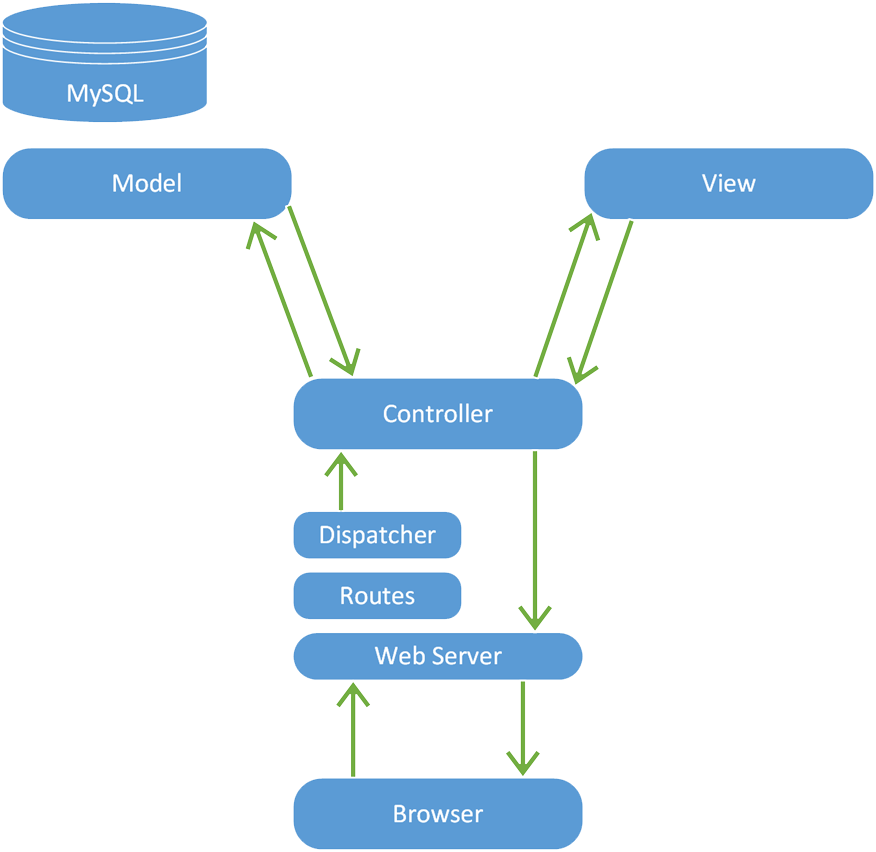 MySQL
Model
View
Controller
Dispatcher
Routes
Web Server
Browser